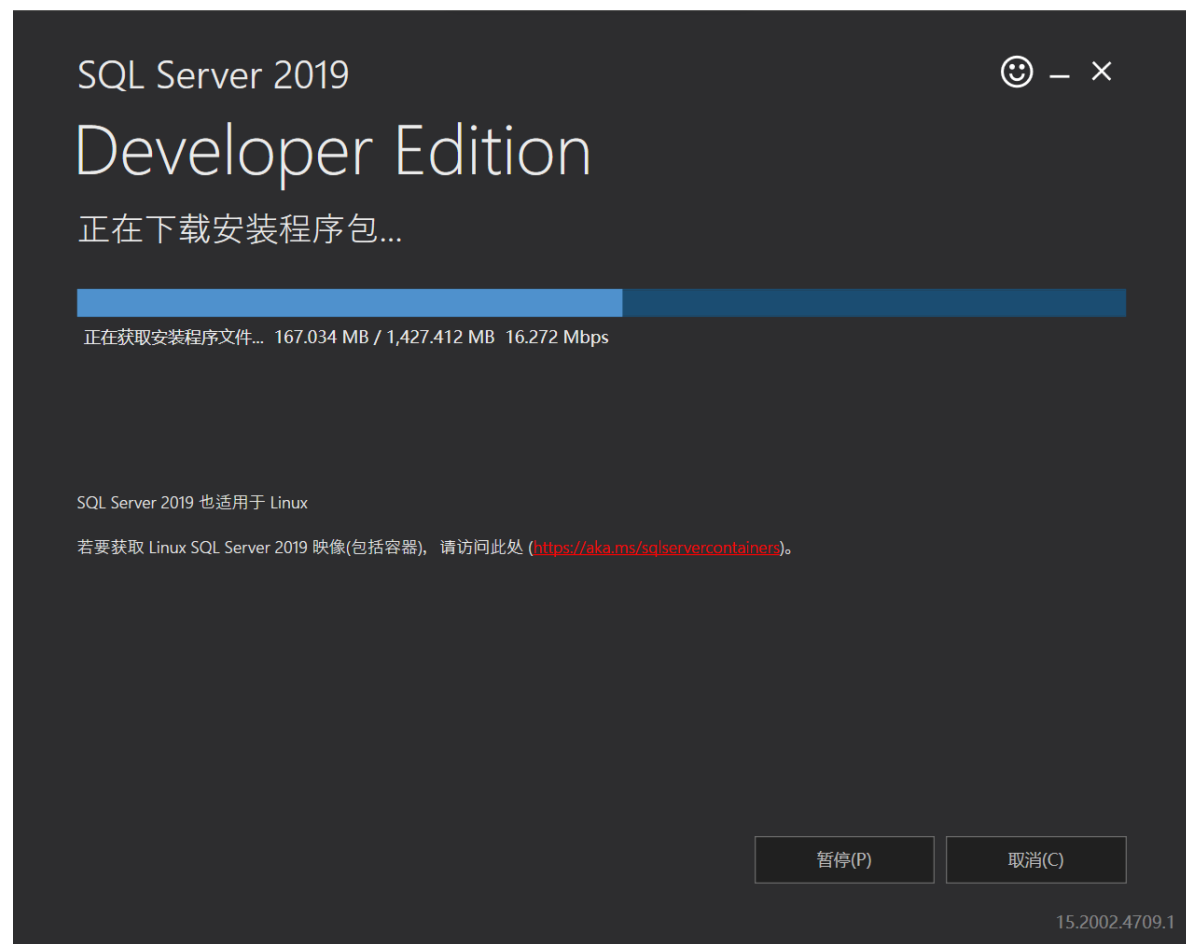 SQL Server 2019
Developer Edition
正在下载安装程序包...
正在获取安装程序文件... 167.034 MB / 1,427.412 MB 16.272 Mbps
SQL Server 2019 也适用于 Linux
若要获取 Linux SQL Server 2019 映像(包括容器)，请访问此处 (https://aka.ms/sqlservercontainers)。
暂停(P) 取消(C)
15.2002.4709.1